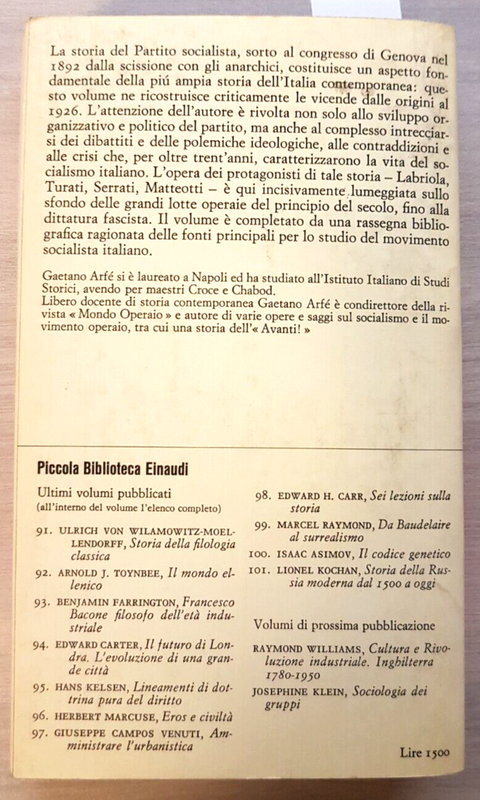 La storia del Partito socialista, sorto al congresso di Genova nel
1892 dalla scissione con gli anarchici, costituisce un aspetto fon-
damentale della piú ampia storia dell'Italia contemporanea: que-
sto volume ne ricostruisce criticamente le vicende dalle origini al
1926. L'attenzione dell'autore è rivolta non solo allo sviluppo or-
ganizzativo e politico del partito, ma anche al complesso intrecciar-
si dei dibattiti e delle polemiche ideologiche, alle contraddizioni e
alle crisi che, per oltre trent'anni, caratterizzarono la vita del so-
cialismo italiano. L'opera dei protagonisti di tale storia – Labriola,
Turati, Serrati, Matteotti – è qui incisivamente lumeggiata sullo
sfondo delle grandi lotte operaie del principio del secolo, fino alla
dittatura fascista. Il volume è completato da una rassegna biblio-
grafica ragionata delle fonti principali per lo studio del movimento
socialista italiano.
Gaetano Arfé si è laureato a Napoli ed ha studiato all'Istituto Italiano di Studi
Storici, avendo per maestri Croce e Chabod.
Libero docente di storia contemporanea Gaetano Arfé è condirettore della ri-
vista « Mondo Operaio » e autore di varie opere e saggi sul socialismo e il mo-
vimento operaio, tra cui una storia dell'« Avanti! »
Piccola Biblioteca Einaudi
Ultimi volumi pubblicati
(all'interno del volume l'elenco completo)
91. ULRICH VON WILAMOWITZ-MOEL-
LENDORFF, Storia della filologia
classica
92. ARNOLD J. TOYNBEE, Il mondo el-
lenico
93. BENJAMIN FARRINGTON, Francesco
Bacone filosofo dell'età indu-
striale
94. EDWARD CARTER, Il futuro di Lon-
dra. L'evoluzione di una gran-
de città
95. HANS KELSEN, Lineamenti di dot-
trina pura del diritto
96. HERBERT MARCUSE, Eros e civiltà
97. GIUSEPPE CAMPOS VENUTI, Am-
ministrare l'urbanistica
98. EDWARD H. CARR, Sei lezioni sulla
storia
99. MARCEL RAYMOND, Da Baudelaire
al surrealismo
100. ISAAC ASIMOV, Il codice genetico
101. LIONEL KOCHAN, Storia della Rus-
sia moderna dal 1500 a oggi
Volumi di prossima pubblicazione
RAYMOND WILLIAMS, Cultura e Rivo-
luzione industriale. Inghilterra
1780-1950
JOSEPHINE KLEIN, Sociologia dei
gruppi
Lire 1500